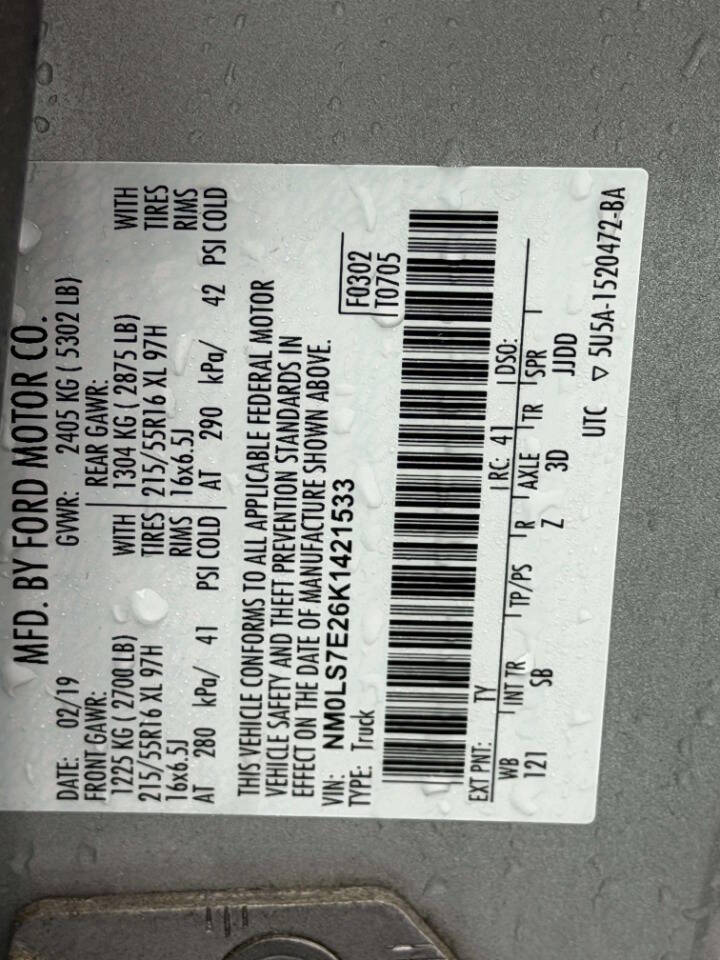 MFD. BY FORD MOTOR CO.
DATE: 02/19 GVWR: 2405 KG ( 5302 LB)
FRONT GAWR: REAR GAWR:
1225 KG ( 2700 LB) WITH 1304 KG ( 2875 LB) WITH
215/55R16 XL 97H TIRES 215/55R16 XL 97H TIRES
16x6.5J RIMS 16x6.5J RIMS
AT 280 kPa/ 41 PSI COLD AT 290 kPa/ 42 PSI COLD
THIS VEHICLE CONFORMS TO ALL APPLICABLE FEDERAL MOTOR
VEHICLE SAFETY AND THEFT PREVENTION STANDARDS IN
EFFECT ON THE DATE OF MANUFACTURE SHOWN ABOVE.
VIN: NM0LS7E26K1421533 F0302
TYPE: Truck T0705
EXT PNT: TY RC: 41 DSO:
WB INT TR TP/PS R AXLE TR SPR
121 SB Z 3D JJDD
UTC ▽ 5U5A-1520472-BA